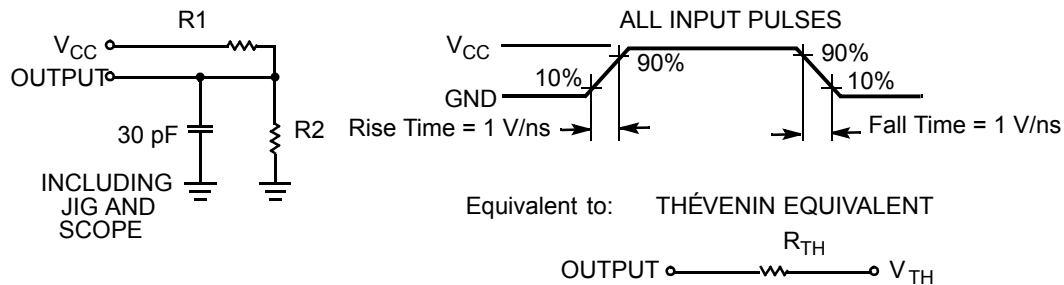 R1
VCC
OUTPUT
30 pF
R2
INCLUDING
JIG AND
SCOPE
ALL INPUT PULSES
VCC
GND
10%
90%
90%
10%
Rise Time = 1 V/ns
Fall Time = 1 V/ns
Equivalent to: THÉVENIN EQUIVALENT
RTH
OUTPUT
VTH